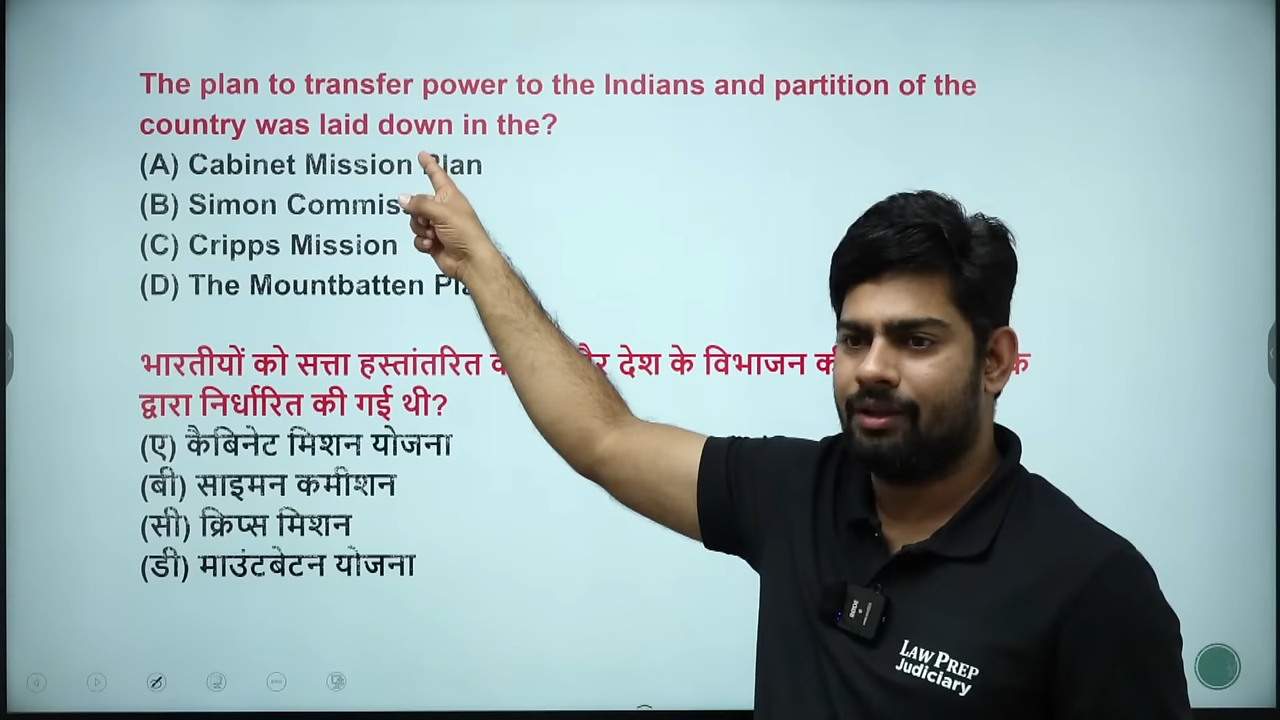 The plan to transfer power to the Indians and partition of the
country was laid down in the?
(A) Cabinet Mission Plan
(B) Simon
(C) Cripps Mission
(D) The Mountbatten
भारतीयों को सत्ता हस्तांतरित देश के विभाजन
द्वारा निर्धारित की गई थी?
(ए) कैबिनेट मिशन योजना
(बी) साइमन कमीशन
(सी) क्रिप्स मिशन
(डी) माउंटबेटन योजना
RODE
LAW PREP
Judiciary